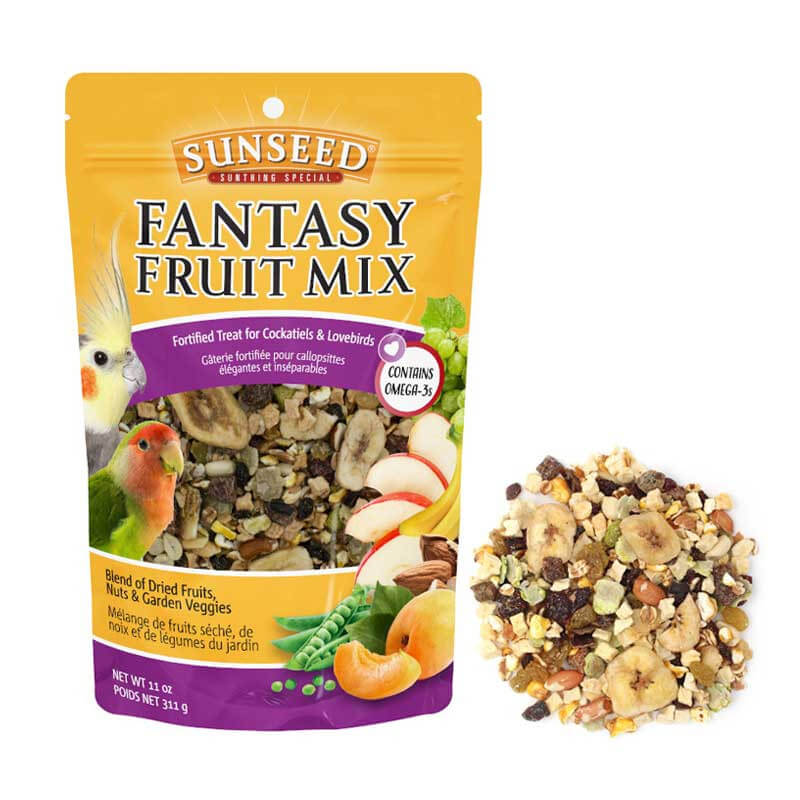 SUNSEED®
SUNTHING SPECIAL
FANTASY
FRUIT MIX
Fortified Treat for Cockatiels & Lovebirds
Gâterie fortifiée pour callopsittes
élégantes et inséparables
CONTAINS
OMEGA-3s
Blend of Dried Fruits,
Nuts & Garden Veggies
Mélange de fruits séché, de
noix et de légumes du jardin
NET WT 11 oz
POIDS NET 311 g